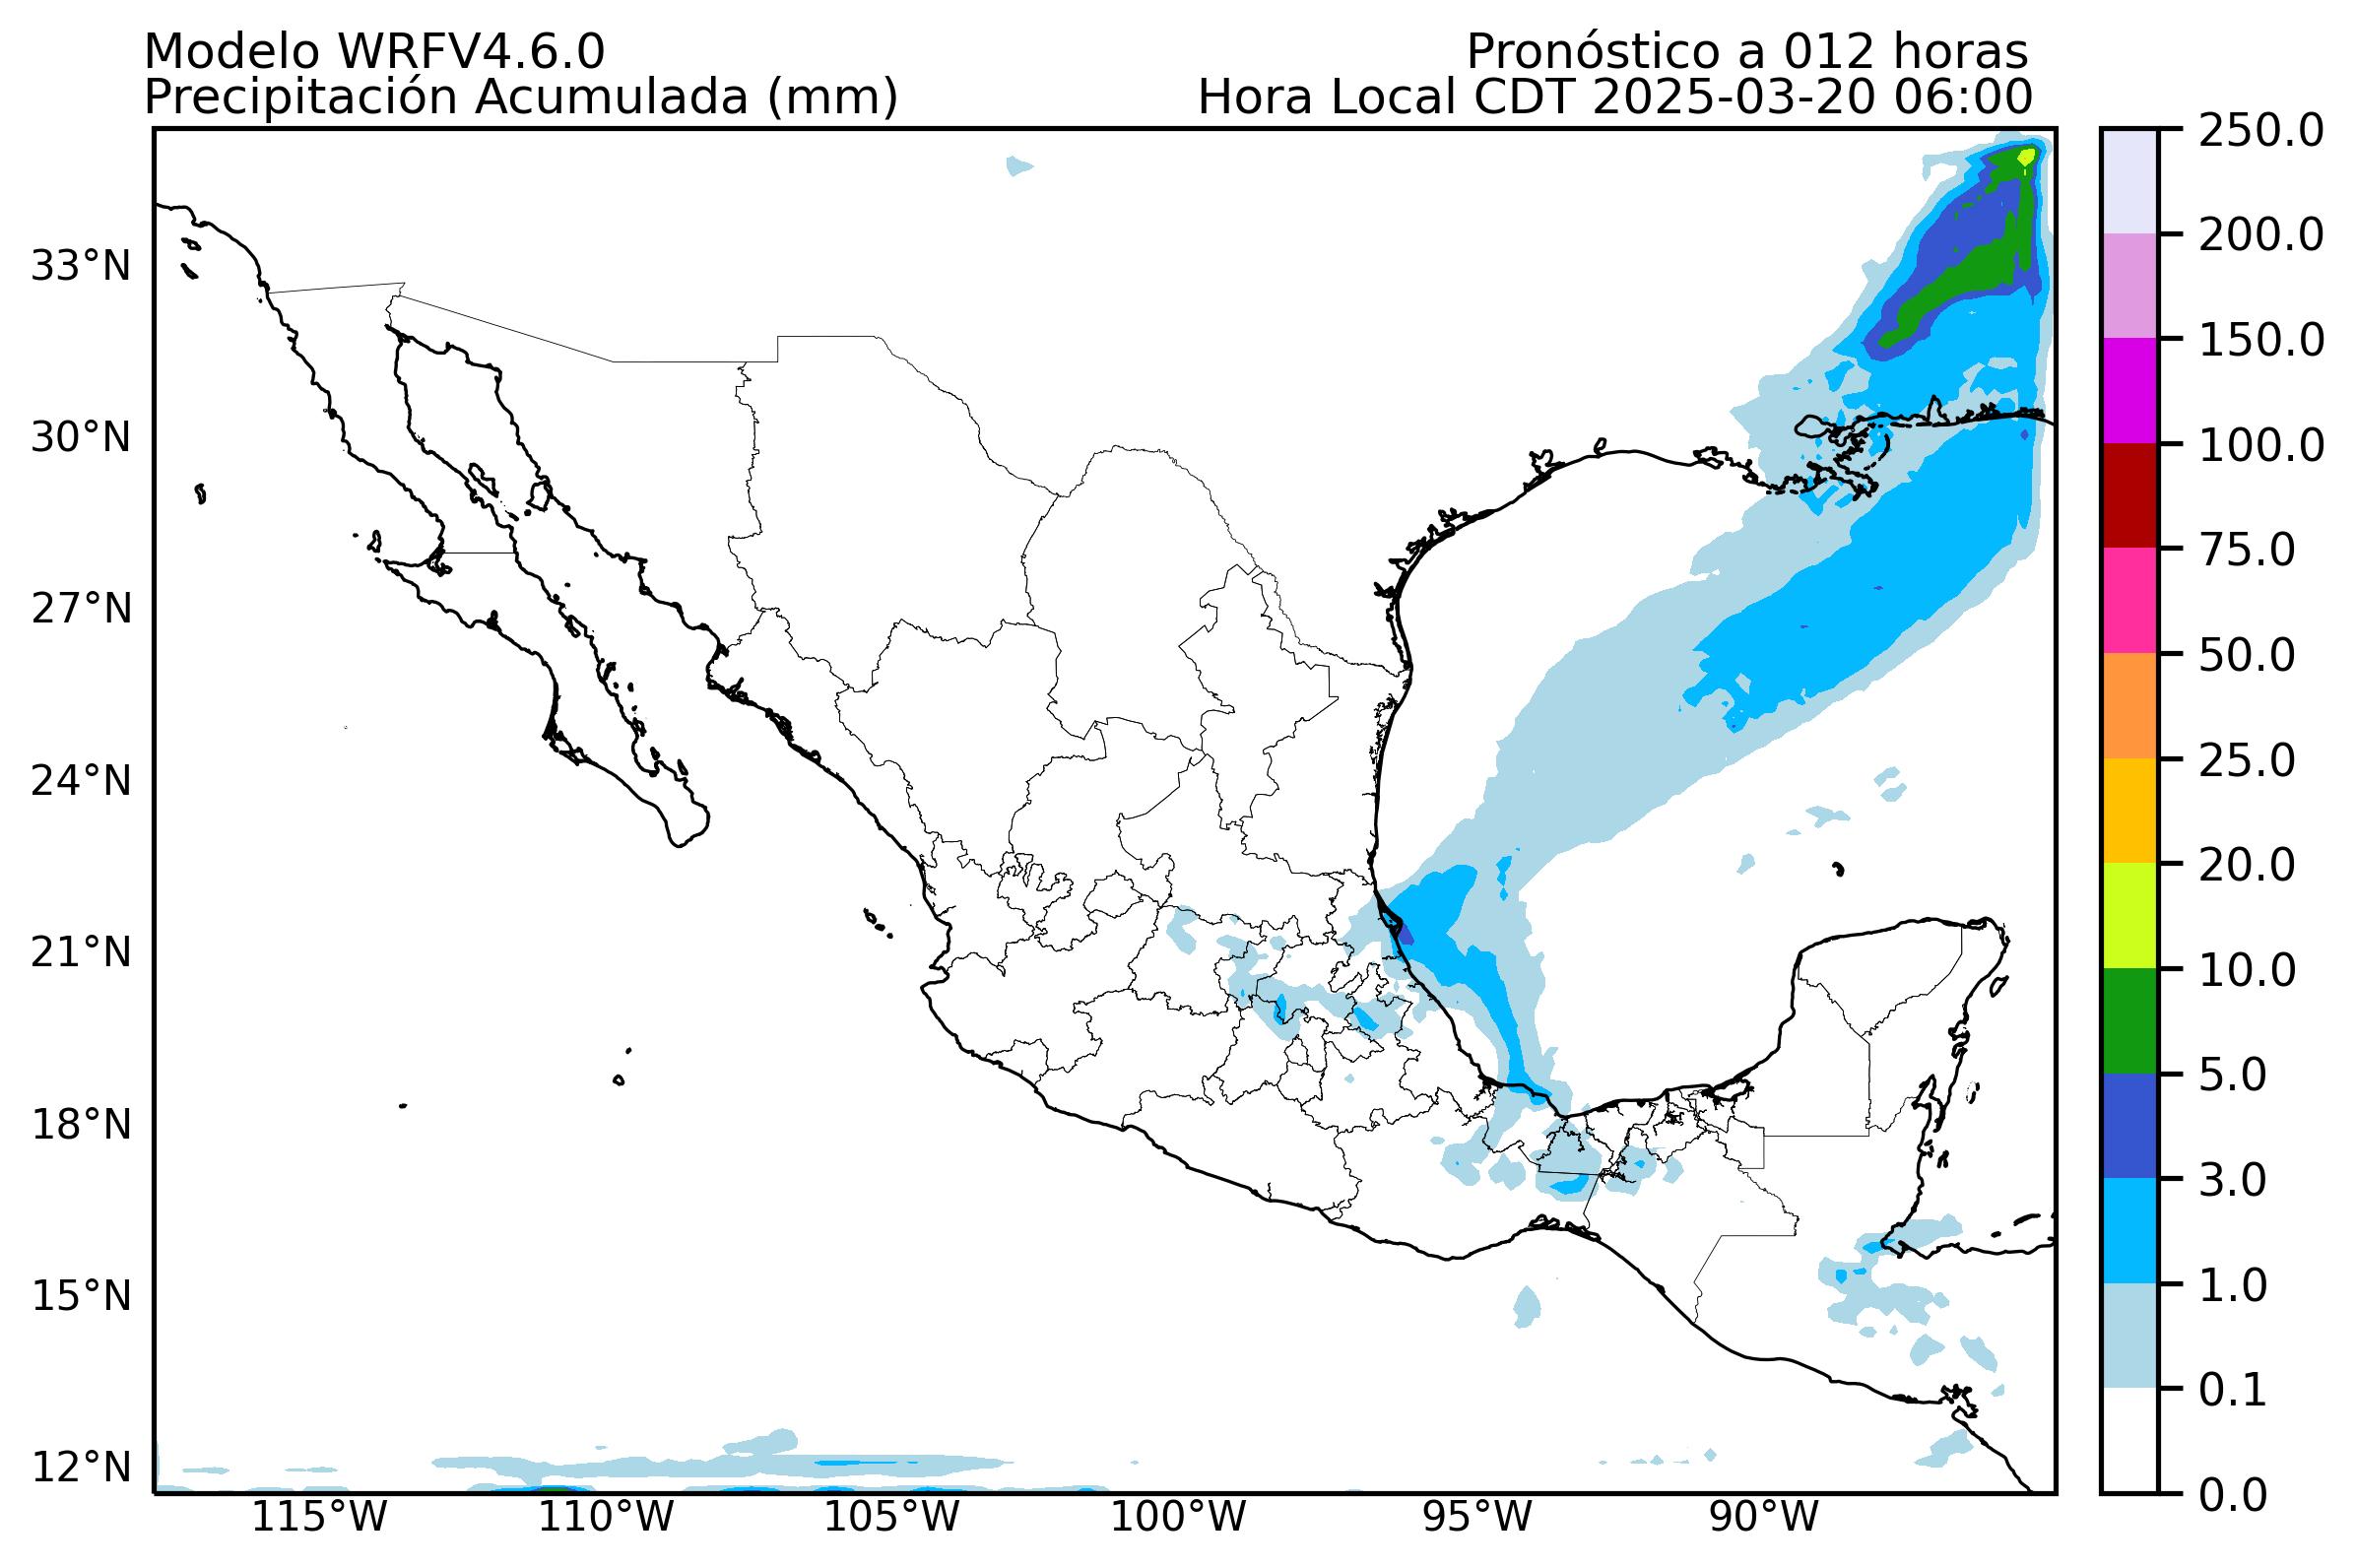 Modelo WRFV4.6.0
Pronóstico a 012 horas
Precipitación Acumulada (mm)
Hora Local CDT 2025-03-20 06:00
33°N
30°N
27°N
24°N
21°N
18°N
15°N
12°N
115°W
110°W
105°W
100°W
95°W
90°W
250.0
200.0
150.0
100.0
75.0
50.0
25.0
20.0
10.0
5.0
3.0
1.0
0.1
0.0